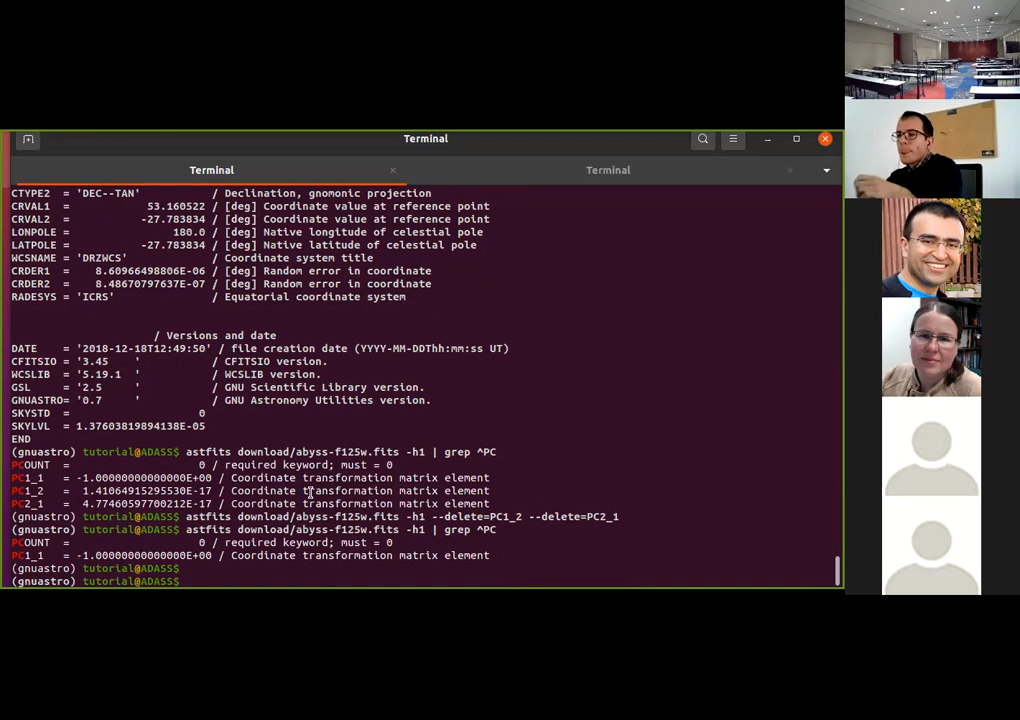 Terminal
Terminal
Terminal
CTYPE2  = 'DEC--TAN'           / Declination, gnomonic projection
CRVAL1  =            53.160522 / [deg] Coordinate value at reference point
CRVAL2  =           -27.783834 / [deg] Coordinate value at reference point
LONPOLE =                180.0 / [deg] Native longitude of celestial pole
LATPOLE =           -27.783834 / [deg] Native latitude of celestial pole
WCSNAME = 'DRZWCS'             / Coordinate system title
CRDER1  =    8.60966498806E-06 / [deg] Random error in coordinate
CRDER2  =    8.48670797637E-07 / [deg] Random error in coordinate
RADESYS = 'ICRS'               / Equatorial coordinate system
/ Versions and date
DATE    = '2018-12-18T12:49:50' / file creation date (YYYY-MM-DDThh:mm:ss UT)
CFITSIO = '3.45    '           / CFITSIO version.
WCSLIB  = '5.19.1  '           / WCSLIB version.
GSL     = '2.5     '           / GNU Scientific Library version.
GNUASTRO= '0.7     '           / GNU Astronomy Utilities version.
SKYSTD  =                    0
SKYLVL  = 1.37603819894138E-05
END
(gnuastro) tutorial@ADASS$ astfits download/abyss-f125w.fits -h1 | grep ^PC
PCOUNT  =                    0 / required keyword; must = 0
PC1_1   = -1.00000000000000E+00 / Coordinate transformation matrix element
PC1_2   =  1.41064915295530E-17 / Coordinate transformation matrix element
PC2_1   =  4.77460597700212E-17 / Coordinate transformation matrix element
(gnuastro) tutorial@ADASS$ astfits download/abyss-f125w.fits -h1 --delete=PC1_2 --delete=PC2_1
(gnuastro) tutorial@ADASS$ astfits download/abyss-f125w.fits -h1 | grep ^PC
PCOUNT  =                    0 / required keyword; must = 0
PC1_1   = -1.00000000000000E+00 / Coordinate transformation matrix element
(gnuastro) tutorial@ADASS$
(gnuastro) tutorial@ADASS$